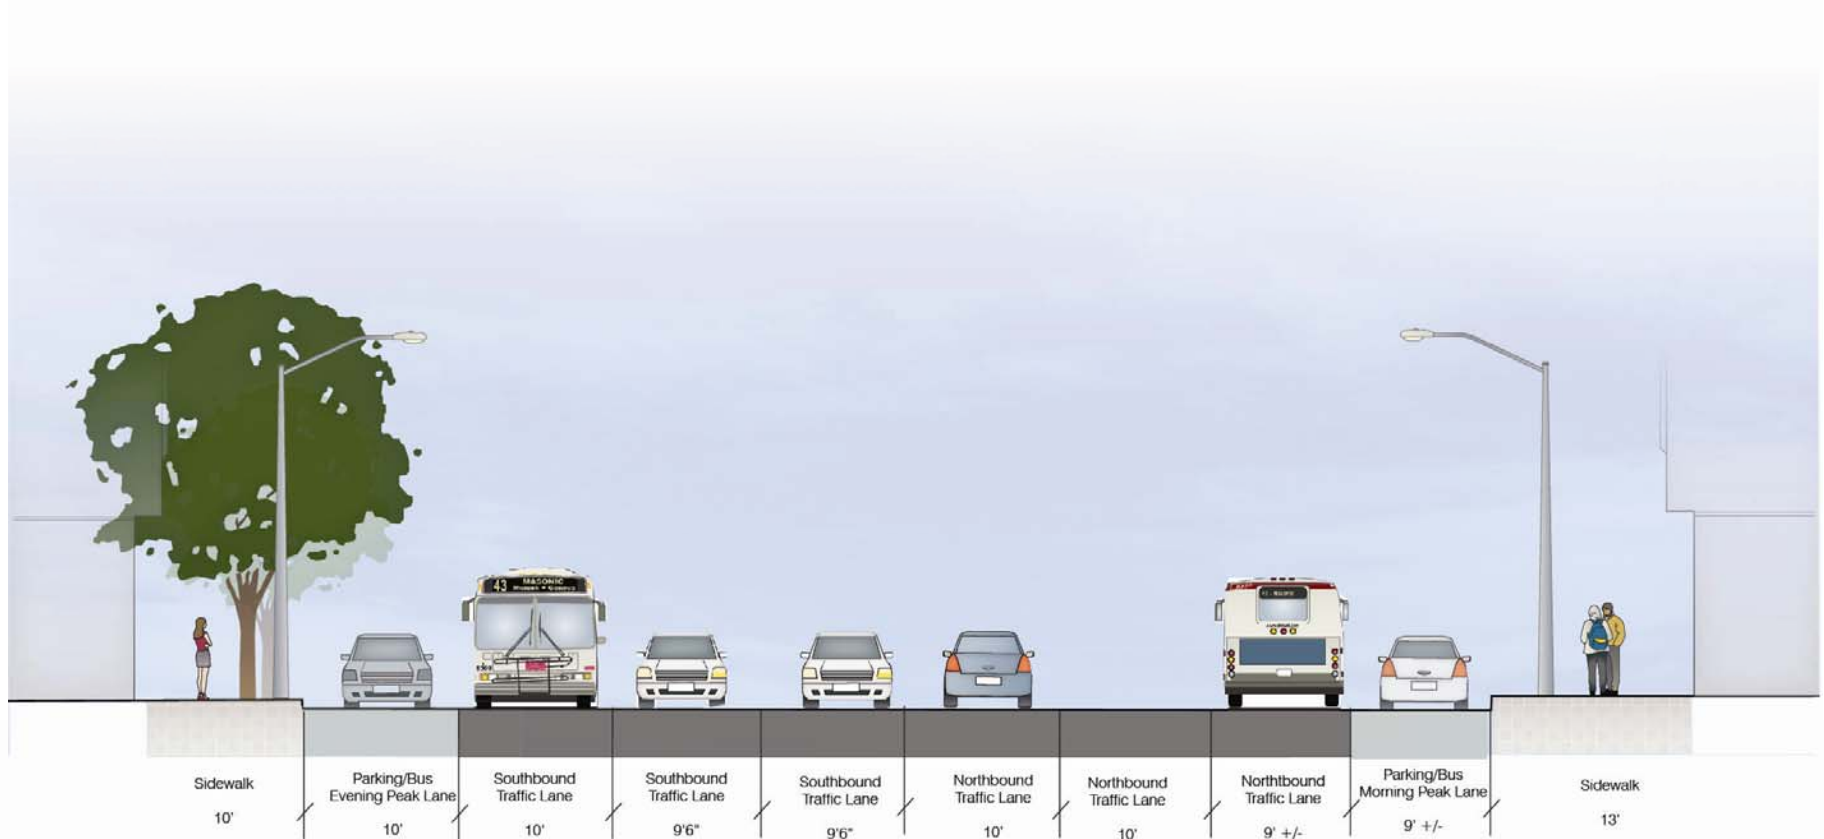 43 MASONIC
Sidewalk
10'
Parking/Bus
Evening Peak Lane
10'
Southbound
Traffic Lane
10'
Southbound
Traffic Lane
9'6"
Southbound
Traffic Lane
9'6"
Northbound
Traffic Lane
10'
Northbound
Traffic Lane
10'
Northtbound
Traffic Lane
9' +/-
Parking/Bus
Morning Peak Lane
9' +/-
Sidewalk
13'